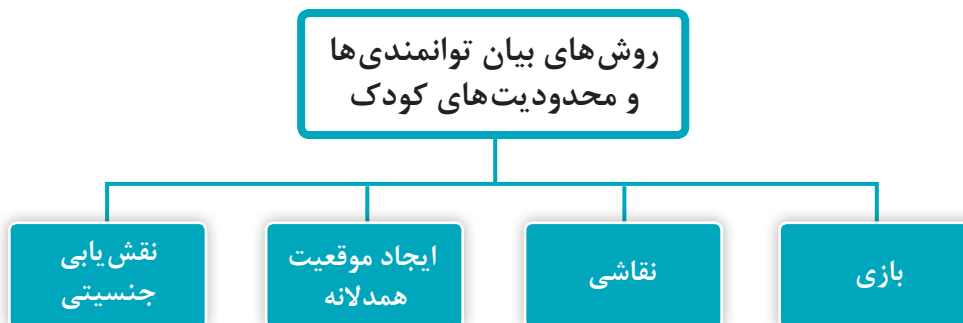 روش‌های بیان توانمندی‌ها
و محدودیت‌های کودک
بازی
نقاشی
ایجاد موقعیت
همدلانه
نقش‌یابی
جنسیتی